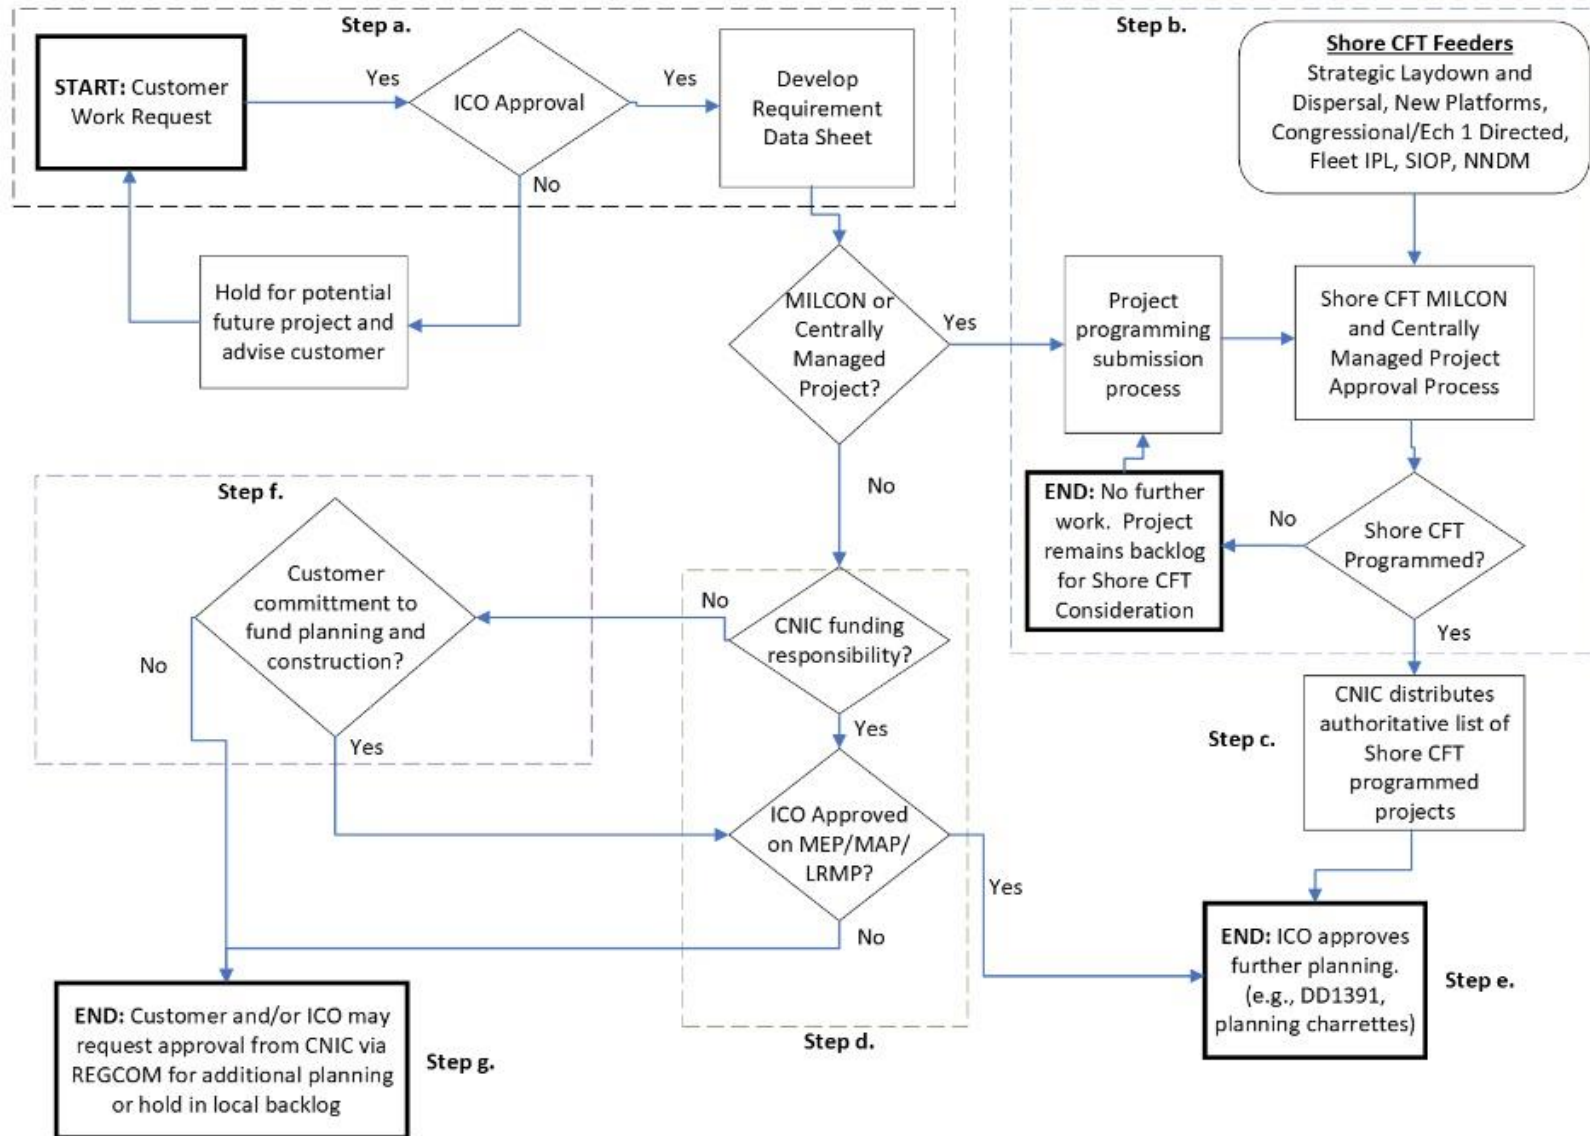 Step a.
START: Customer
Work Request
Yes
ICO Approval
Yes
Develop
Requirement
Data Sheet
No
Hold for potential
future project and
advise customer
MILCON or
Centrally
Managed
Project?
Yes
No
Step b.
Shore CFT Feeders
Strategic Laydown and
Dispersal, New Platforms,
Congressional/Ech 1 Directed,
Fleet IPL, SIOP, NNDM
Project
programming
submission
process
Shore CFT MILCON
and Centrally
Managed Project
Approval Process
END: No further
work. Project
remains backlog
for Shore CFT
Consideration
No
Shore CFT
Programmed?
Yes
Step c.
CNIC distributes
authoritative list of
Shore CFT
programmed
projects
Step f.
Customer
committment to
fund planning and
construction?
No
Yes
No
CNIC funding
responsibility?
Yes
ICO Approved
on MEP/MAP/
LRMP?
Yes
No
Step d.
END: ICO approves
further planning.
(e.g., DD1391,
planning charrettes)
Step e.
END: Customer and/or ICO may
request approval from CNIC via
REGCOM for additional planning
or hold in local backlog
Step g.